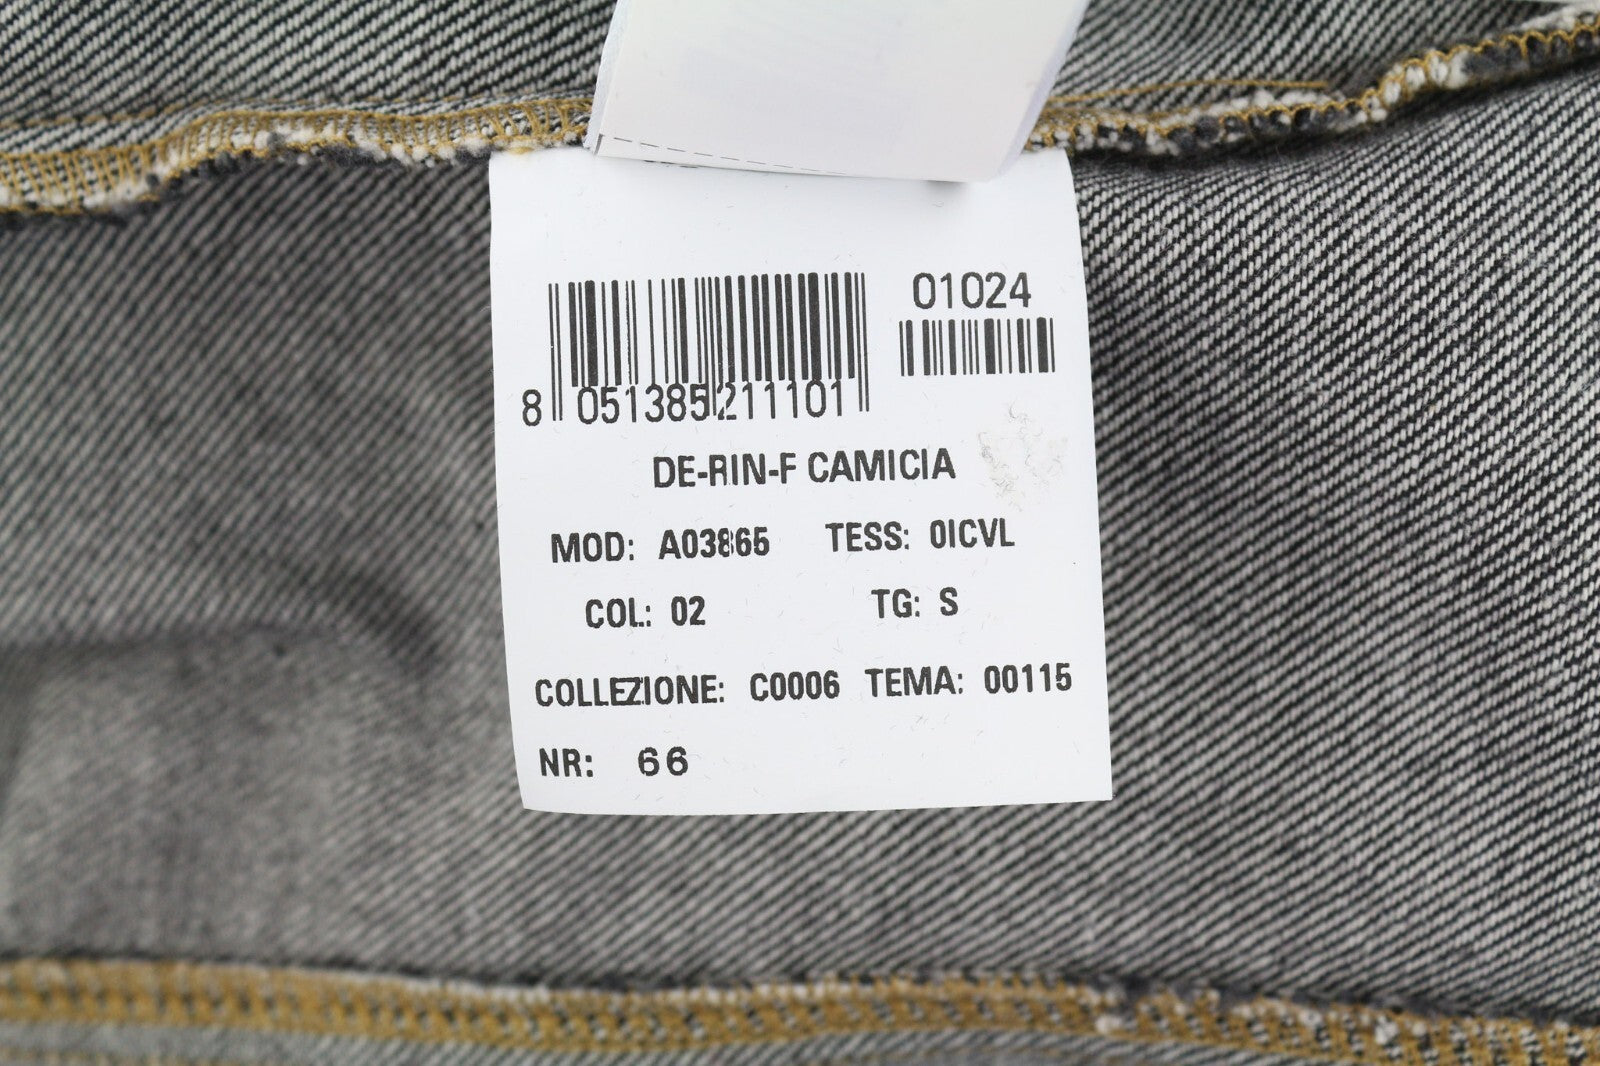 01024
8 051385 211101
DE-RIN-F CAMICIA
MOD: A03865 TESS: 0ICVL
COL: 02 TG: S
COLLEZIONE: C0006 TEMA: 00115
NR: 66